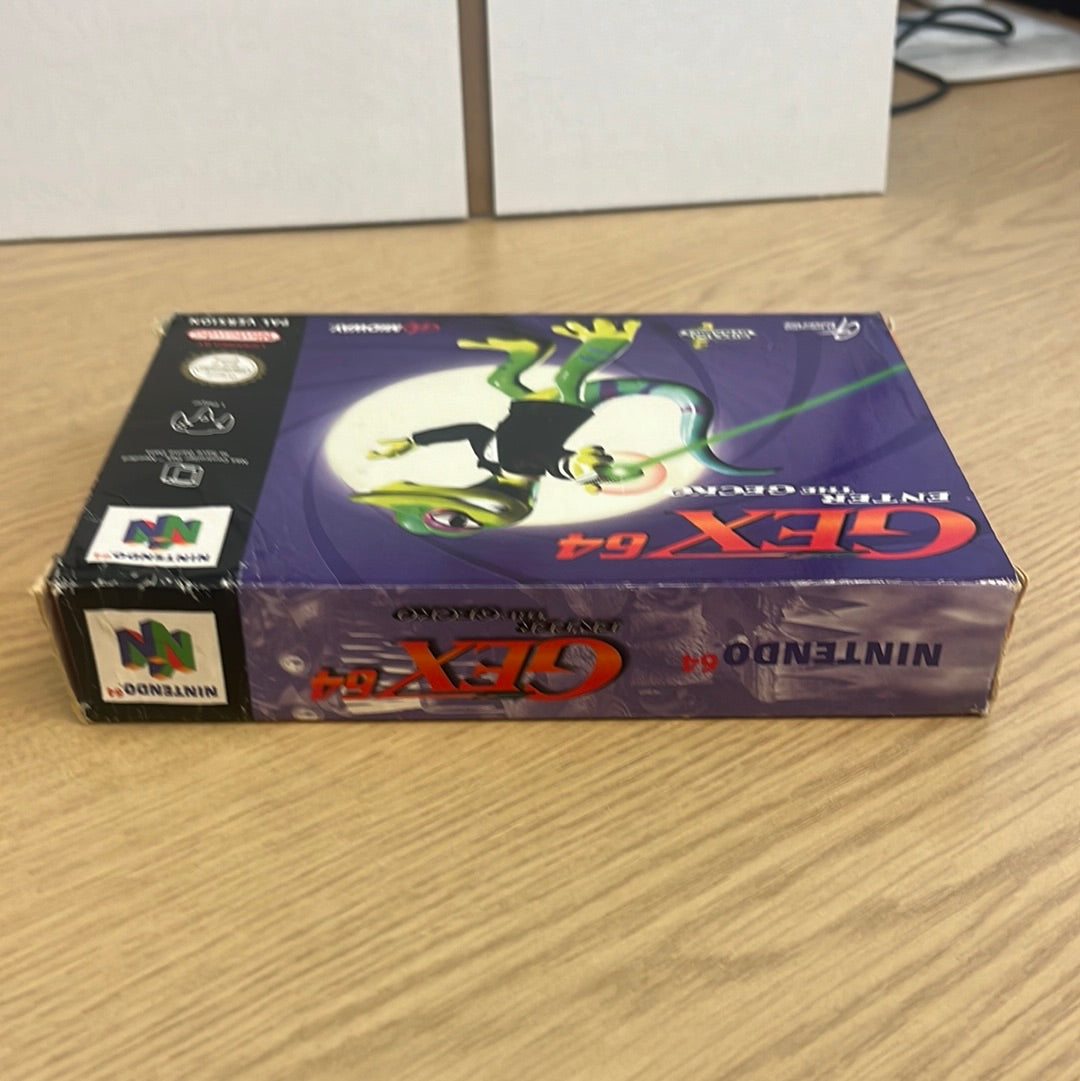 GEX 64
ENTER
THE GECKO
MIDWAY
PAL VERSION
NINTENDO 64
NINTENDO 64
GEX 64
ENTER
THE GECKO
NINTENDO 64